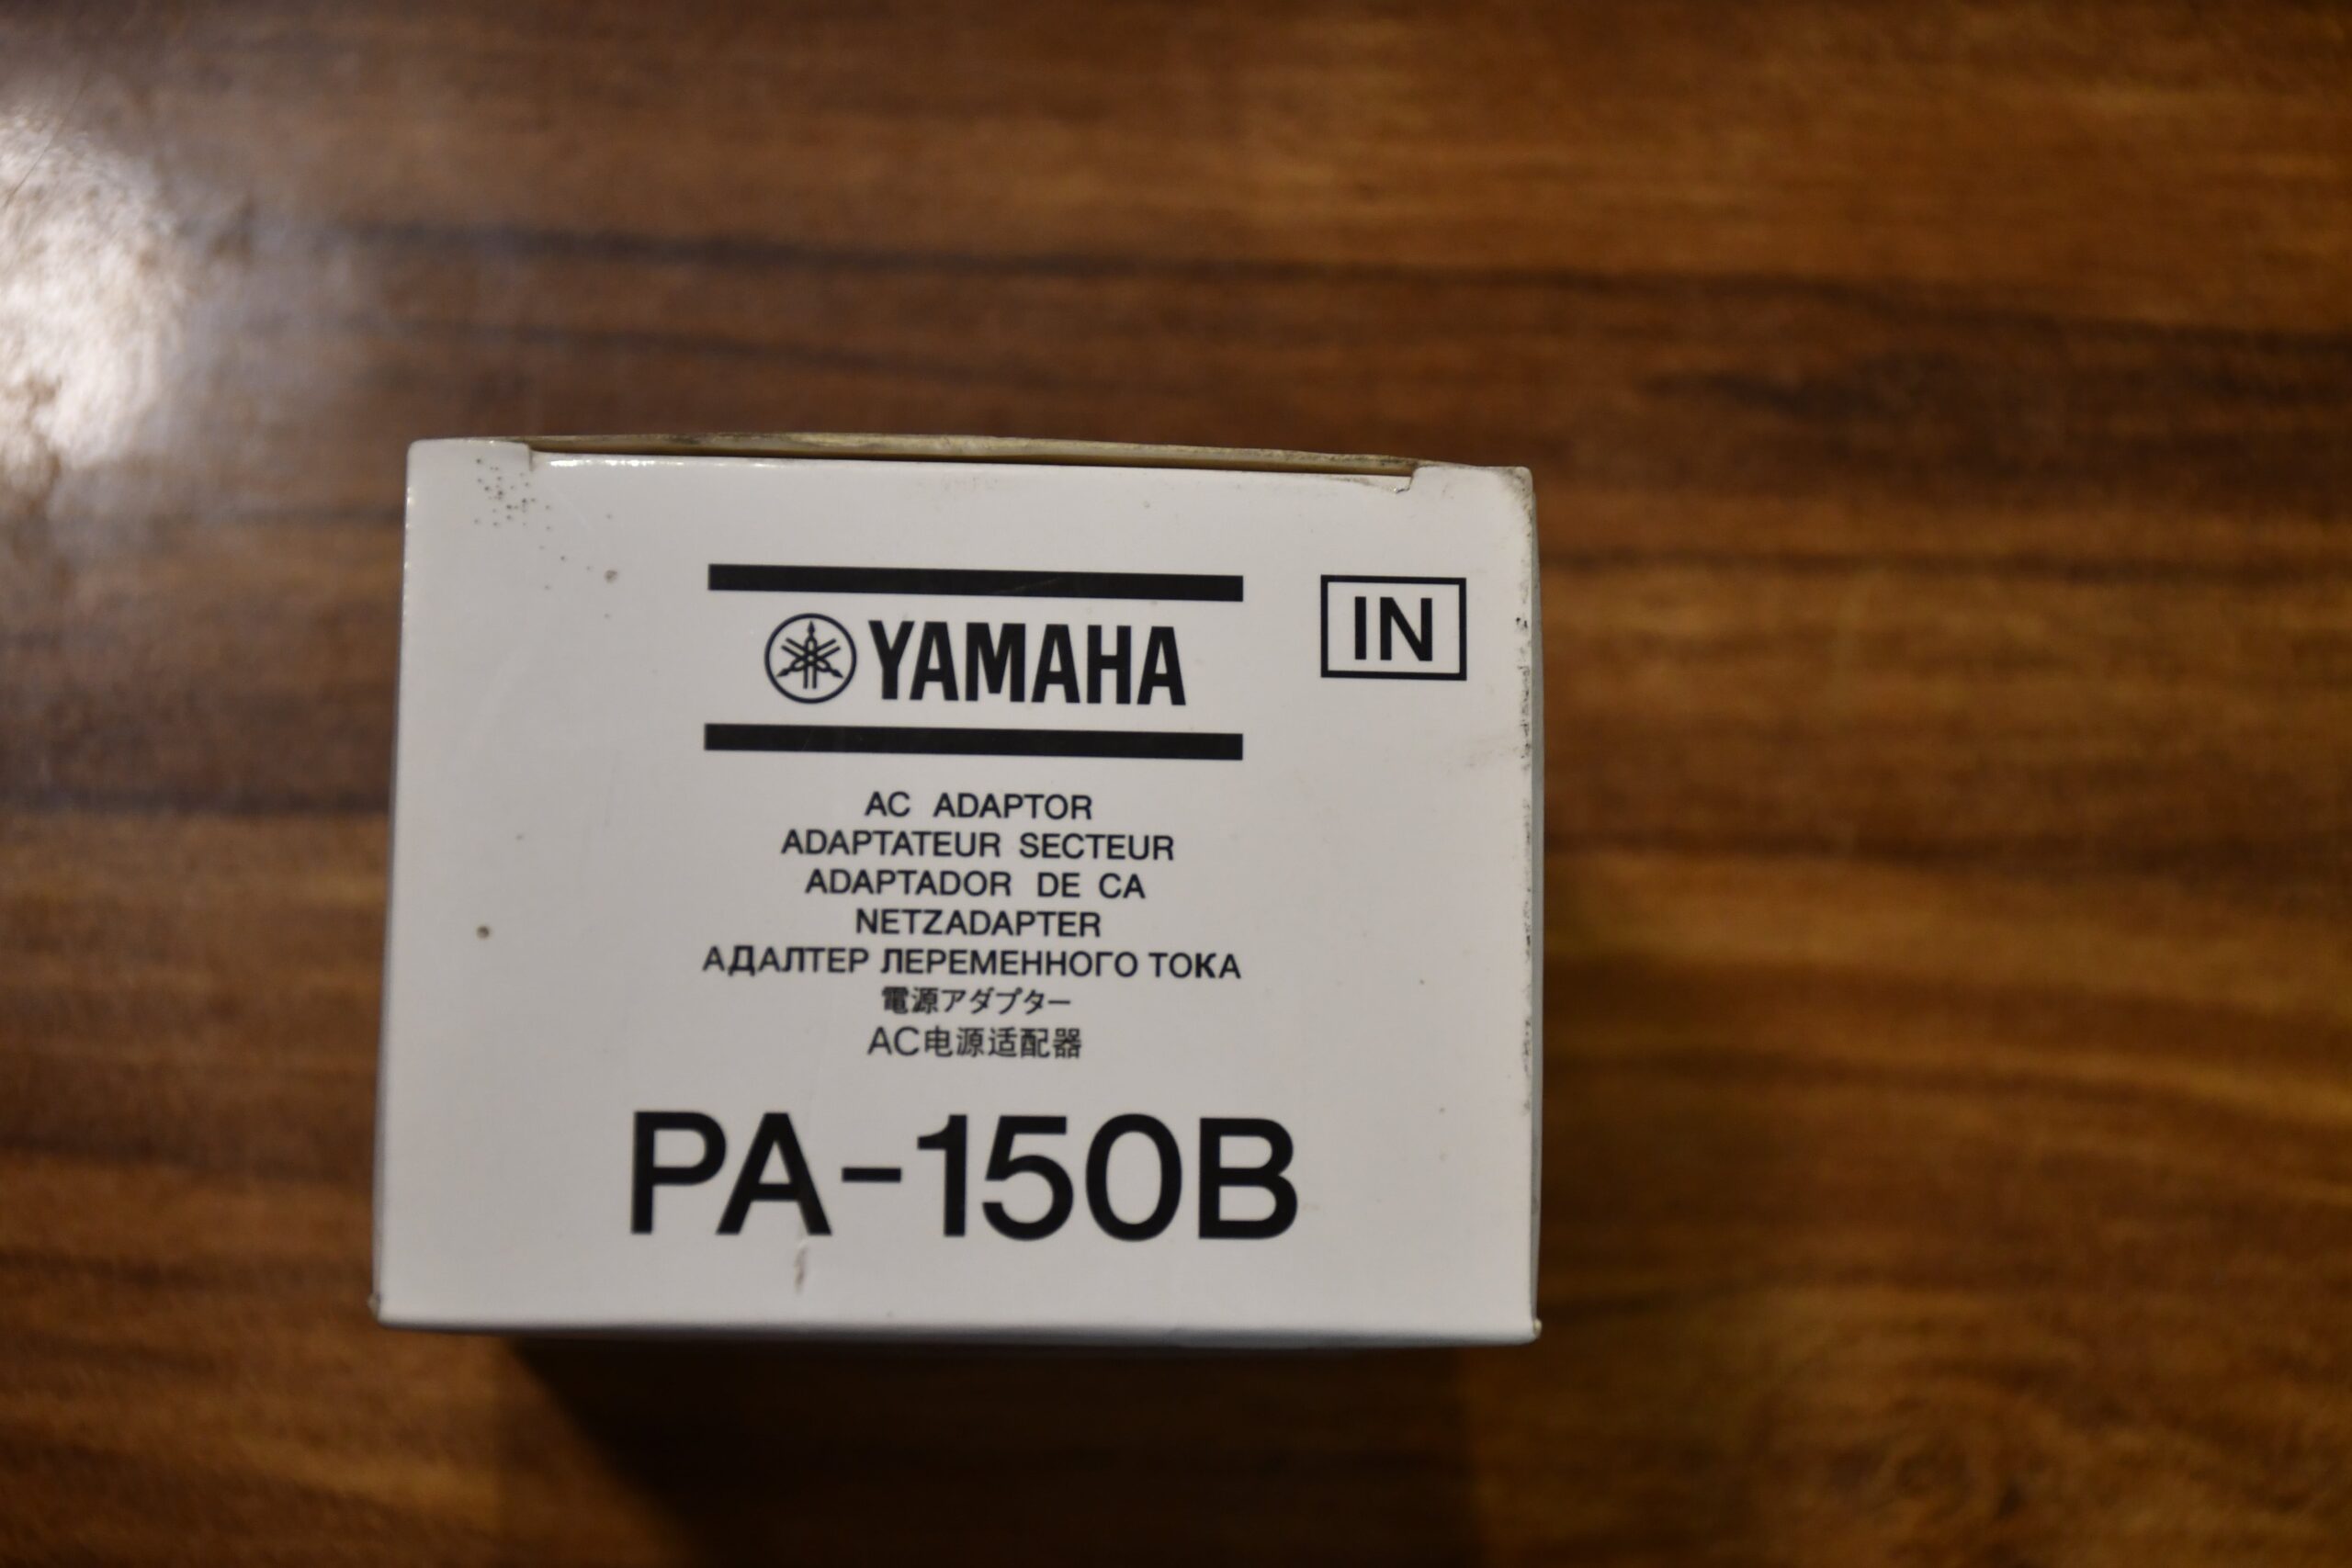 YAMAHA
IN
AC ADAPTOR
ADAPTATEUR SECTEUR
ADAPTADOR DE CA
NETZADAPTER
АДАЛТЕР ЛЕРЕМЕННОГО ТОКА
電源アダプター
AC电源适配器
PA-150B